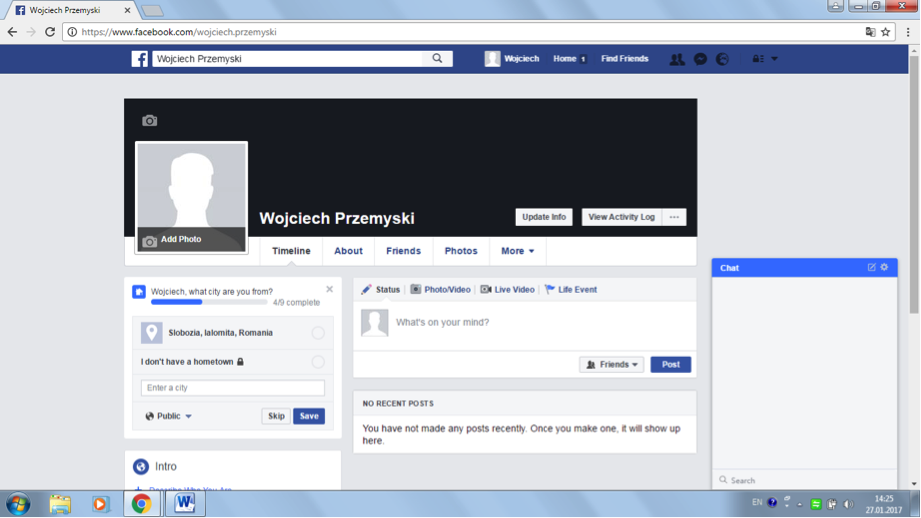 Wojciech Przemyski
https://www.facebook.com/wojciech.przemyski
Wojciech Przemyski
Wojciech Home 1 Find Friends
Wojciech Przemyski
Update Info View Activity Log
Add Photo
Timeline About Friends Photos More
Wojciech, what city are you from?
4/9 complete
Slobozia, Ialomita, Romania
I don't have a hometown
Enter a city
Public Skip Save
Intro
Describe Who You Are
Status Photo/Video Live Video Life Event
What's on your mind?
Friends Post
NO RECENT POSTS
You have not made any posts recently. Once you make one, it will show up
here.
Chat
Search
EN 14:25
27.01.2017